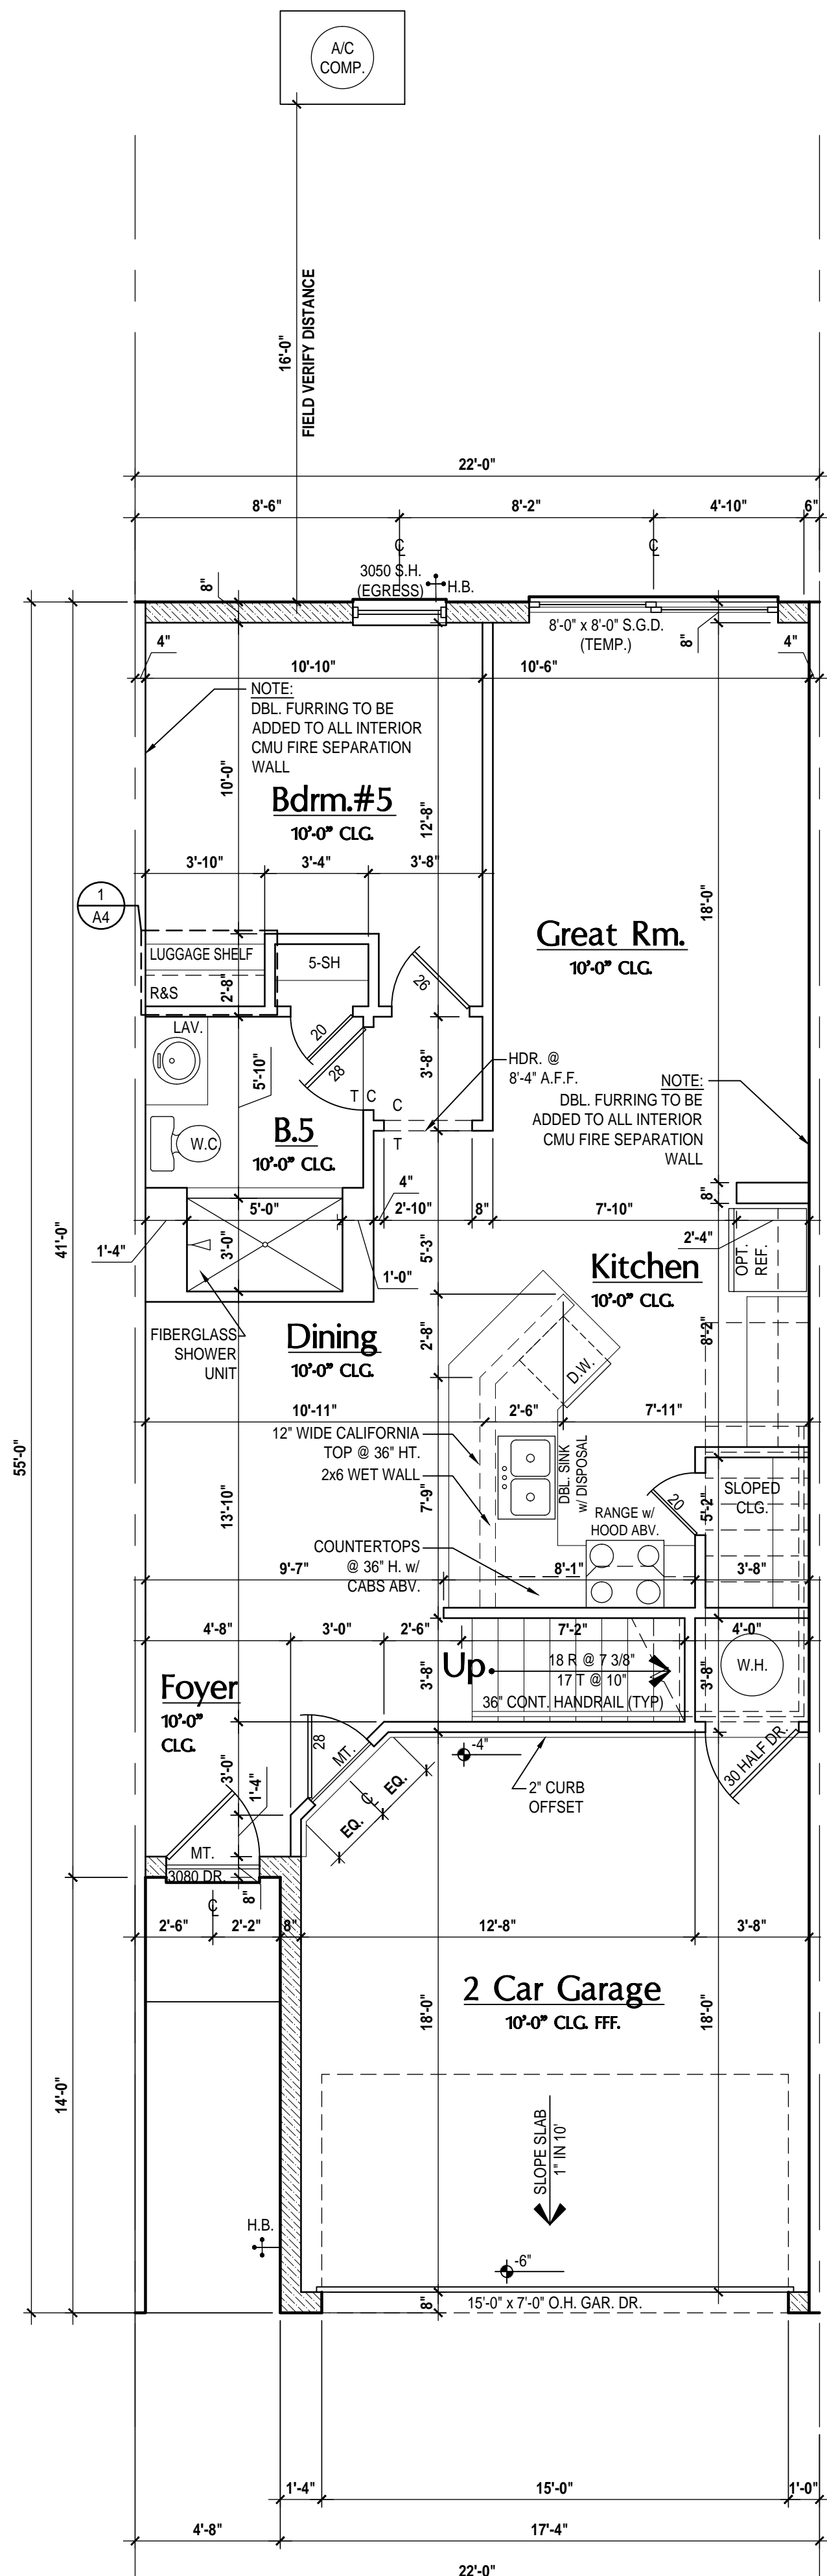 A/C
COMP.
16'-0"
FIELD VERIFY DISTANCE
22'-0"
8'-6"
8'-2"
4'-10"
6"
8"
℄
3050 S.H.
(EGRESS)
H.B.
℄
8'-0" x 8'-0" S.G.D.
(TEMP.)
8"
4"
4"
10'-10"
10'-6"
NOTE:
DBL. FURRING TO BE
ADDED TO ALL INTERIOR
CMU FIRE SEPARATION
WALL
10'-0"
Bdrm.#5
10'-0" CLG.
12'-8"
3'-10"
3'-4"
3'-8"
1
A4
LUGGAGE SHELF
R&S
2'-8"
5-SH
26
Great Rm.
10'-0" CLG.
18'-0"
LAV.
20
28
5'-10"
3'-8"
HDR. @
8'-4" A.F.F.
T C
C
T
W.C
B.5
10'-0" CLG.
NOTE:
DBL. FURRING TO BE
ADDED TO ALL INTERIOR
CMU FIRE SEPARATION
WALL
4"
5'-0"
2'-10"
8"
7'-10"
8"
1'-4"
3'-0"
1'-0"
5'-3"
2'-4"
OPT.
REF.
Kitchen
10'-0" CLG.
FIBERGLASS
SHOWER
UNIT
Dining
10'-0" CLG.
2'-8"
D.W.
8'-2"
41'-0"
55'-0"
10'-11"
2'-6"
7'-11"
12" WIDE CALIFORNIA
TOP @ 36" HT.
2x6 WET WALL
13'-10"
7'-9"
DBL. SINK
w/ DISPOSAL
RANGE w/
HOOD ABV.
20
5'-2"
SLOPED
CLG.
COUNTERTOPS
@ 36" H. w/
CABS ABV.
9'-7"
8'-1"
3'-8"
4'-8"
3'-0"
2'-6"
7'-2"
4'-0"
Foyer
10'-0"
CLG.
3'-8"
Up
18 R @ 7 3/8"
17 T @ 10"
36" CONT. HANDRAIL (TYP)
3'-8"
W.H.
28
MT.
-4"
2" CURB
OFFSET
30 HALF DR.
3'-0"
1'-4"
EQ.
℄
EQ.
MT.
3080 DR.
8"
℄
2'-6"
2'-2"
8"
12'-8"
3'-8"
2 Car Garage
10'-0" CLG. FFF.
18'-0"
18'-0"
14'-0"
SLOPE SLAB
1" IN 10'
H.B.
-6"
8"
15'-0" x 7'-0" O.H. GAR. DR.
1'-4"
15'-0"
1'-0"
4'-8"
17'-4"
22'-0"